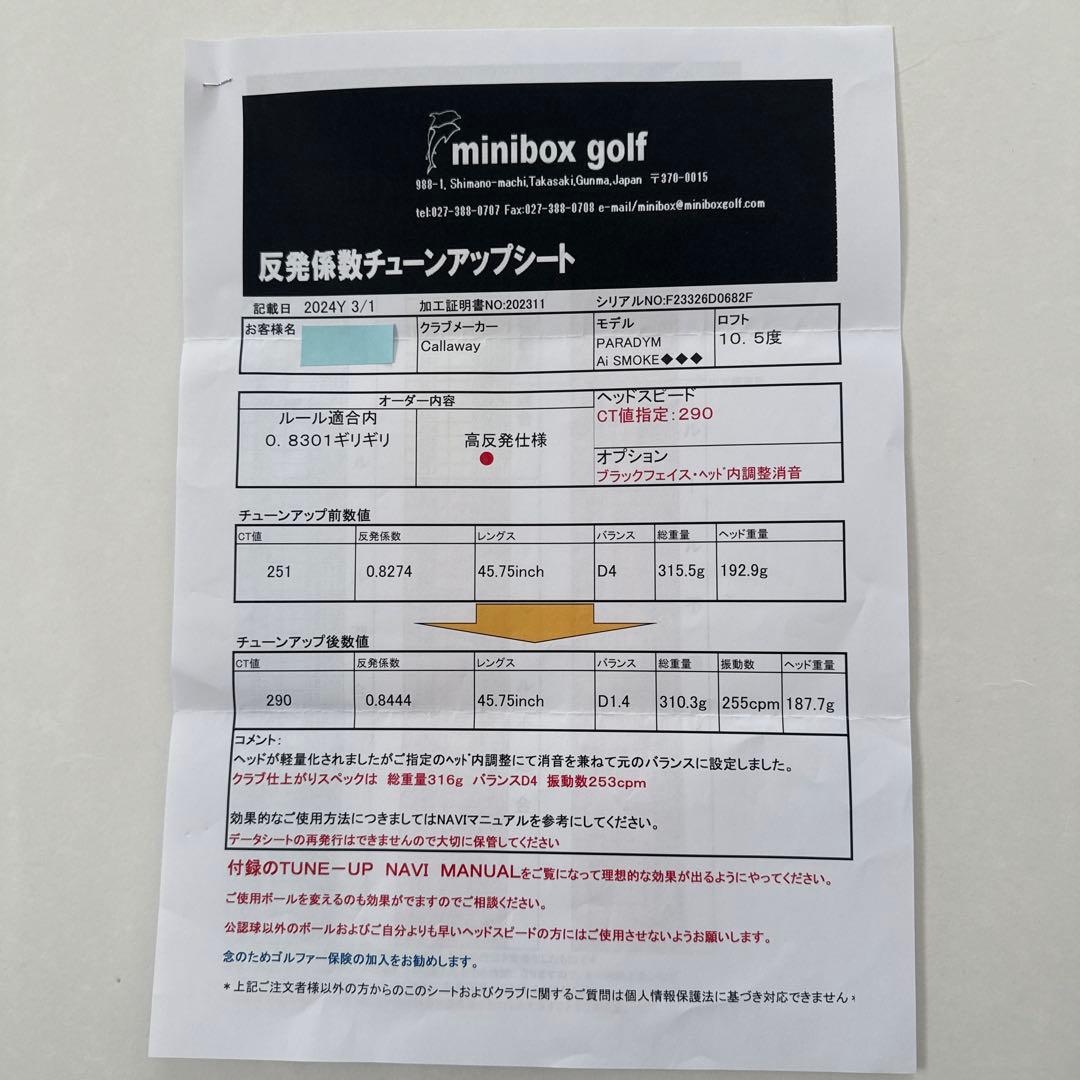 minibox golf
988-1, Shimano-machi,Takasaki,Gunma,Japan 〒370-0015
tel:027-388-0707 Fax:027-388-0708 e-mail/minibox@miniboxgolf.com
反発係数チューンアップシート
記載日 2024Y 3/1 加工証明書NO:202311 シリアルNO:F23326D0682F
お客様名 クラブメーカー モデル ロフト
Callaway PARADYM 10.5度
Ai SMOKE◆◆◆
オーダー内容 ヘッドスピード
ルール適合内 CT値指定:290
0.8301ギリギリ 高反発仕様
● オプション
ブラックフェイス・ヘッド内調整消音
チューンアップ前数値
CT値 反発係数 レングス バランス 総重量 ヘッド重量
251 0.8274 45.75inch D4 315.5g 192.9g
チューンアップ後数値
CT値 反発係数 レングス バランス 総重量 振動数 ヘッド重量
290 0.8444 45.75inch D1.4 310.3g 255cpm 187.7g
コメント:
ヘッドが軽量化されましたがご指定のヘッド内調整にて消音を兼ねて元のバランスに設定しました。
クラブ仕上がりスペックは 総重量316g バランスD4 振動数253cpm
効果的なご使用方法につきましてはNAVIマニュアルを参考にしてください。
データシートの再発行はできませんので大切に保管してください
付録のTUNE-UP NAVI MANUALをご覧になって理想的な効果が出るようにやってください。
ご使用ボールを変えるのも効果がでますのでご相談ください。
公認球以外のボールおよびご自分よりも早いヘッドスピードの方にはご使用させないようお願いします。
念のためゴルファー保険の加入をお勧めします。
*上記ご注文者様以外の方からのこのシートおよびクラブに関するご質問は個人情報保護法に基づき対応できません*